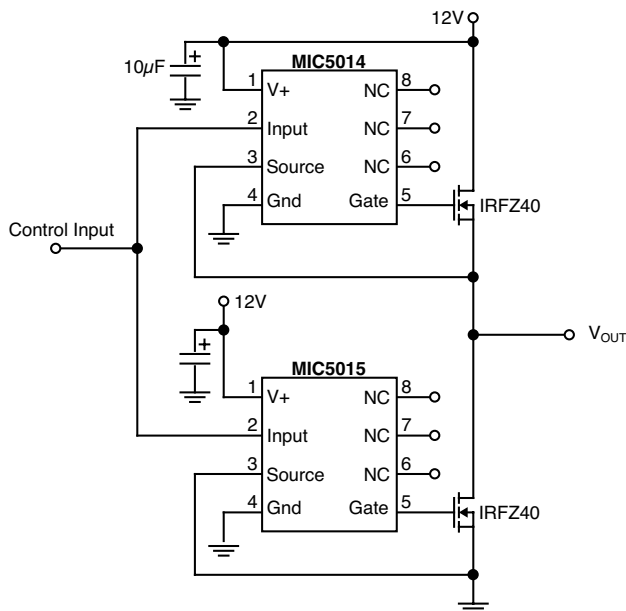 12V
10µF
+
MIC5014
1 V+ NC 8
2 Input NC 7
3 Source NC 6
4 Gnd Gate 5
IRFZ40
Control Input
12V
+
VOUT
MIC5015
1 V+ NC 8
2 Input NC 7
3 Source NC 6
4 Gnd Gate 5
IRFZ40